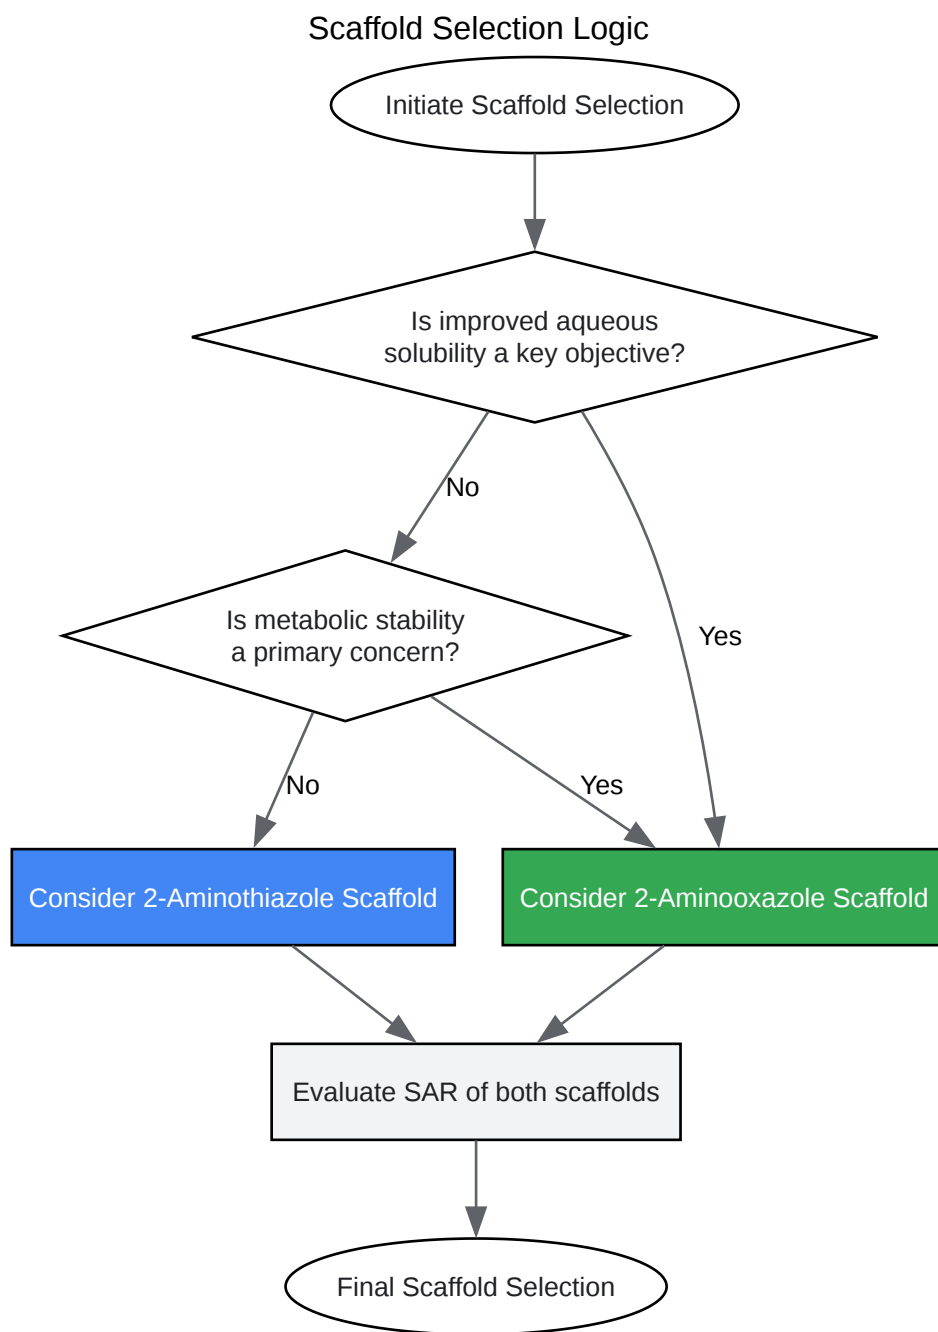 Scaffold Selection Logic
Initiate Scaffold Selection
Is improved aqueous
solubility a key objective?
No
Is metabolic stability
a primary concern?
Yes
No
Yes
Consider 2-Aminothiazole Scaffold
Consider 2-Aminooxazole Scaffold
Evaluate SAR of both scaffolds
Final Scaffold Selection